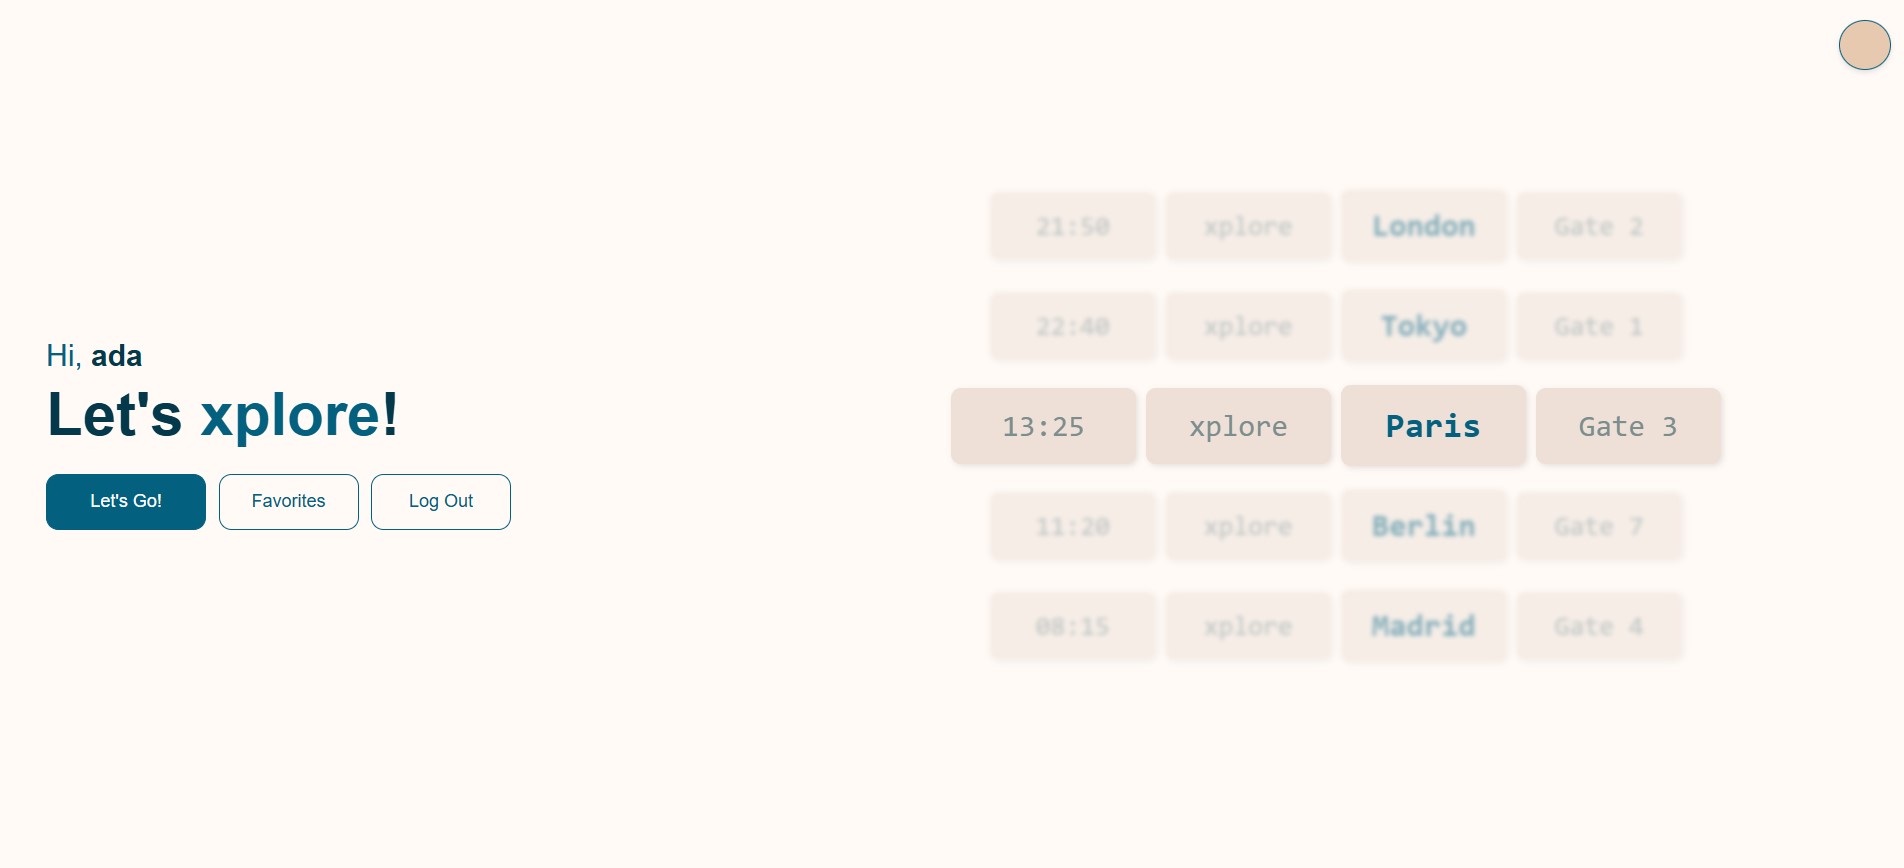 Hi, ada
Let's xplore!
Let's Go!
Favorites
Log Out
21:50 xplore London Gate 2
22:40 xplore Tokyo Gate 1
13:25 xplore Paris Gate 3
11:20 xplore Berlin Gate 7
08:15 xplore Madrid Gate 4